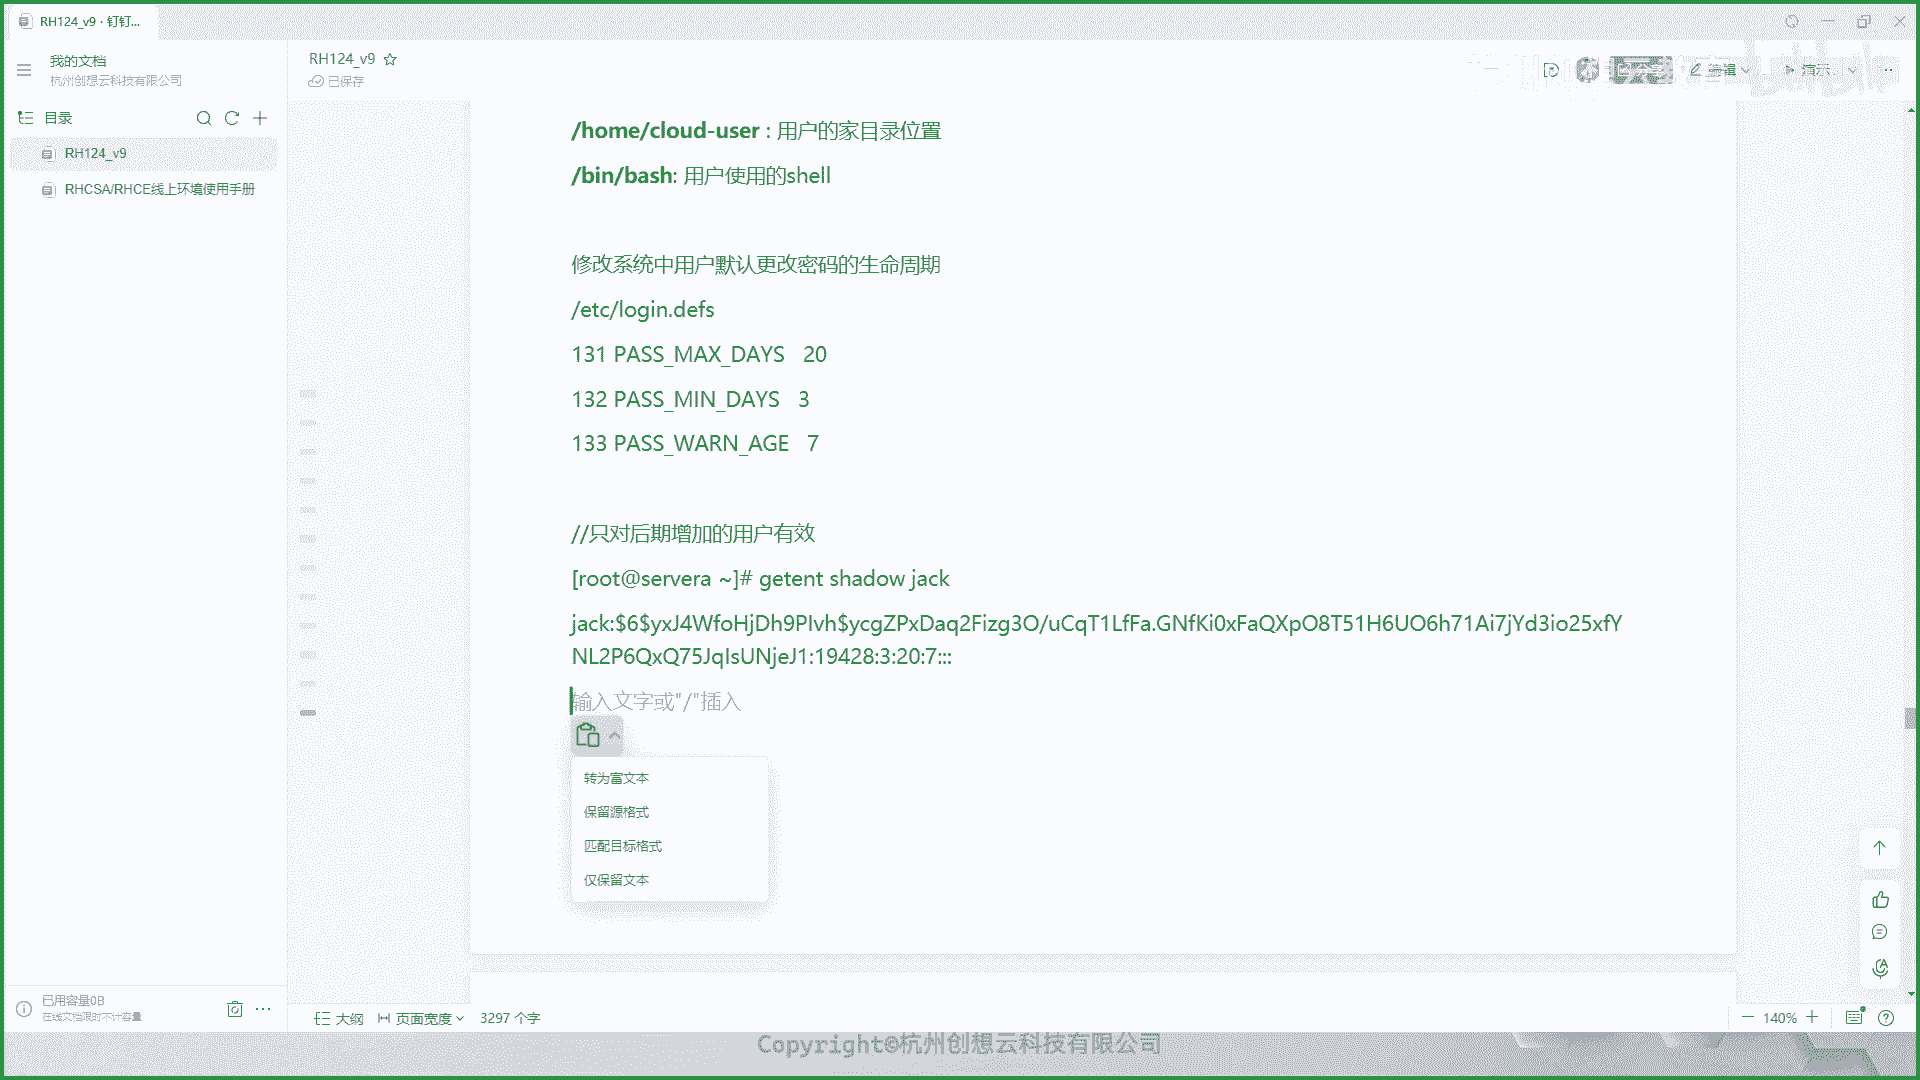 RH124_v9 · 钉钉...
我的文档
杭州创想云科技有限公司
RH124_v9
已保存
编辑
演示
目录
RH124_v9
RHCSA/RHCE线上环境使用手册
/home/cloud-user : 用户的家目录位置
/bin/bash: 用户使用的shell
修改系统中用户默认更改密码的生命周期
/etc/login.defs
131 PASS_MAX_DAYS 20
132 PASS_MIN_DAYS 3
133 PASS_WARN_AGE 7
//只对后期增加的用户有效
[root@servera ~]# getent shadow jack
jack:$6$yxJ4WfoHjDh9PIvh$ycgZPxDaq2Fizg3O/uCqT1LfFa.GNfKi0xFaQXpO8T51H6UO6h71Ai7jYd3io25xfY
NL2P6QxQ75JqIsUNjeJ1:19428:3:20:7:::
输入文字或"/"插入
转为富文本
保留源格式
匹配目标格式
仅保留文本
已用容量0B
在线文档限时不计容量
大纲
页面宽度
3297 个字
140%
Copyright©杭州创想云科技有限公司